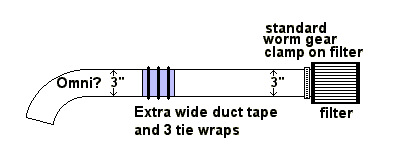 standard
worm gear
clamp on filter
Omni? 3" 3"
Extra wide duct tape
and 3 tie wraps
filter